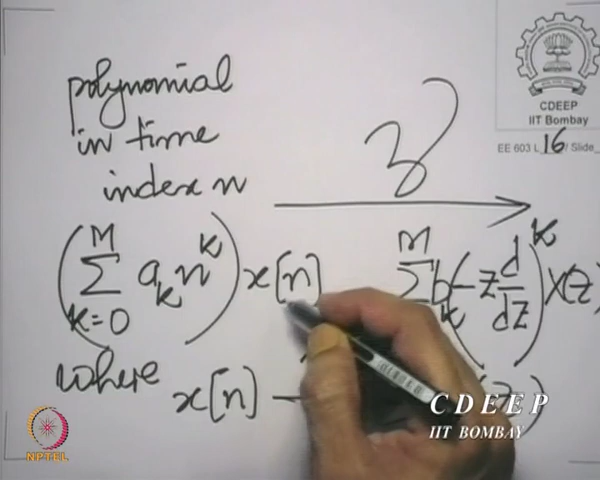 polynomial
in time
index n
z
CDEEP
IIT Bombay
EE 603 L 16 / Slide
( M Σ k=0 a_k n^k ) x[n]
M Σ b_k ( - z d/dz )^k X(z)
where x[n] - z)
CDEEP
IIT BOMBAY
NPTEL